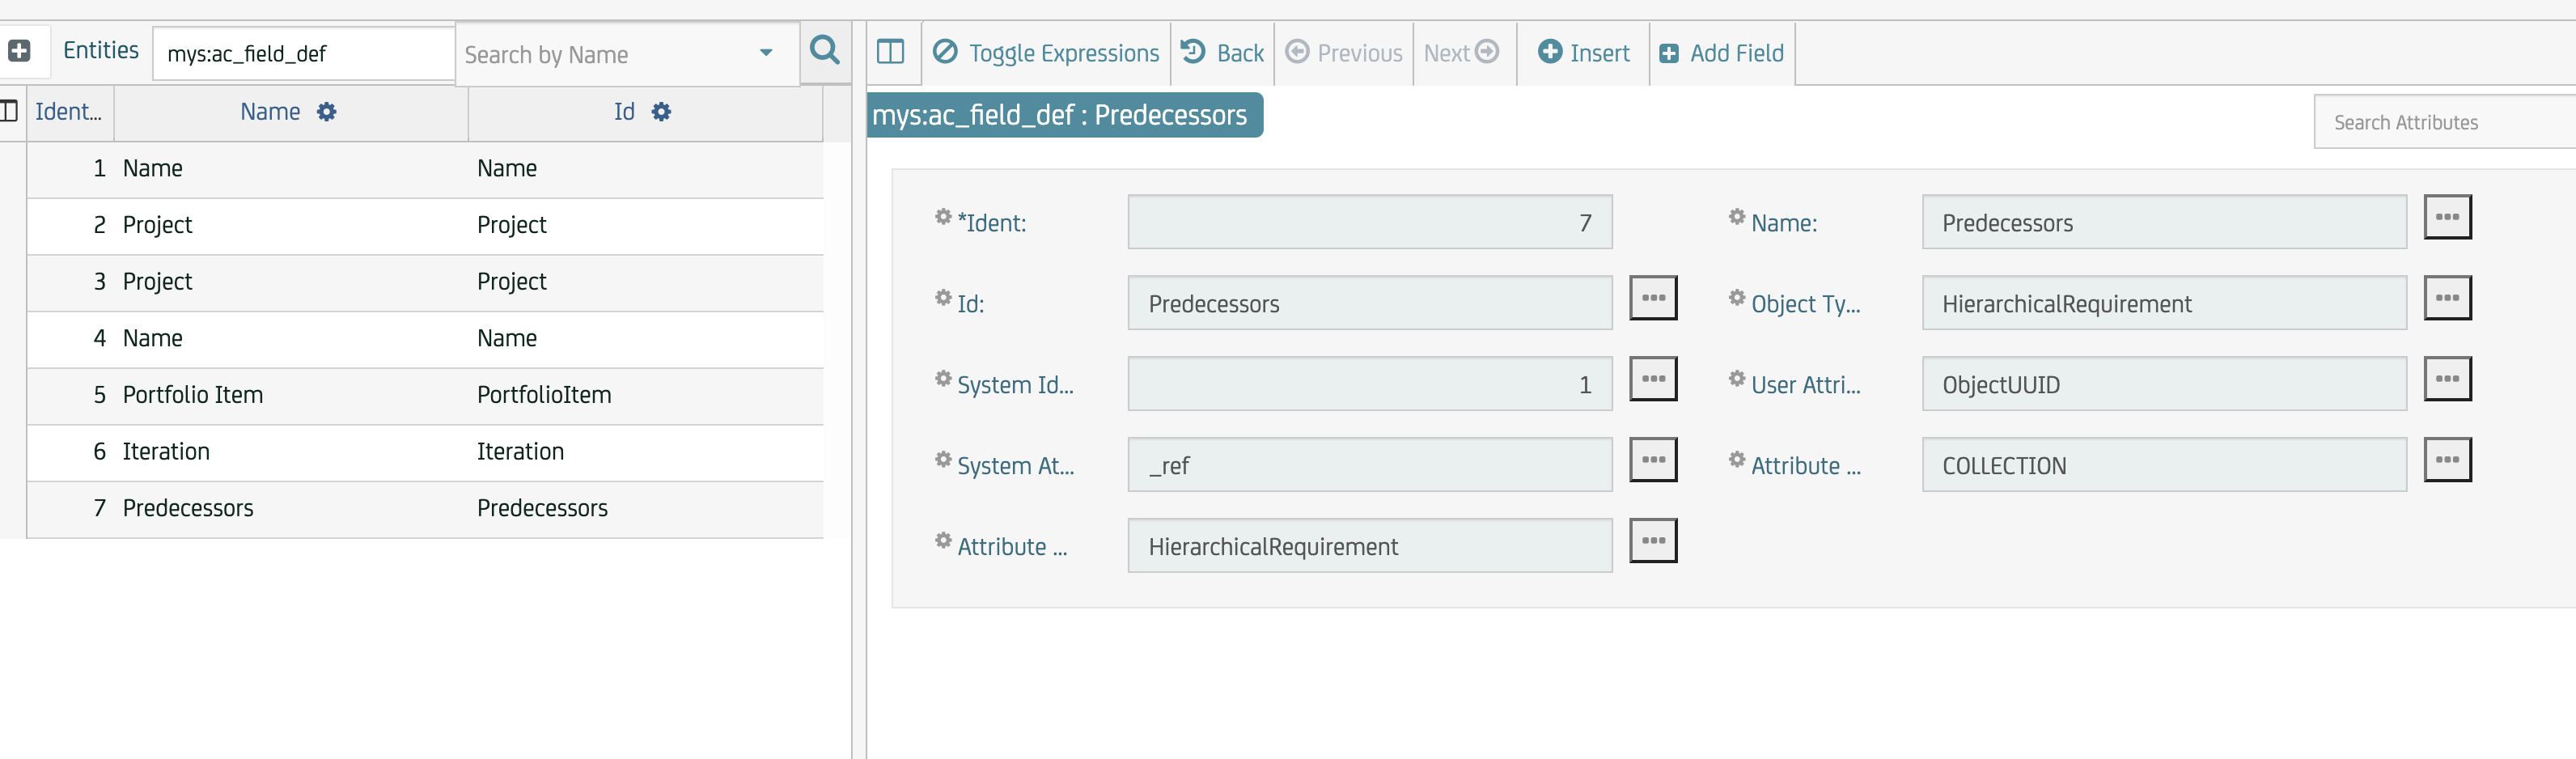 Entities mys:ac_field_def Search by Name
Toggle Expressions Back Previous Next Insert Add Field
Ident... Name Id
1 Name Name
2 Project Project
3 Project Project
4 Name Name
5 Portfolio Item PortfolioItem
6 Iteration Iteration
7 Predecessors Predecessors
mys:ac_field_def : Predecessors
Search Attributes
*Ident: 7 Name: Predecessors
Id: Predecessors Object Ty... HierarchicalRequirement
System Id... 1 User Attri... ObjectUUID
System At... _ref Attribute ... COLLECTION
Attribute ... HierarchicalRequirement